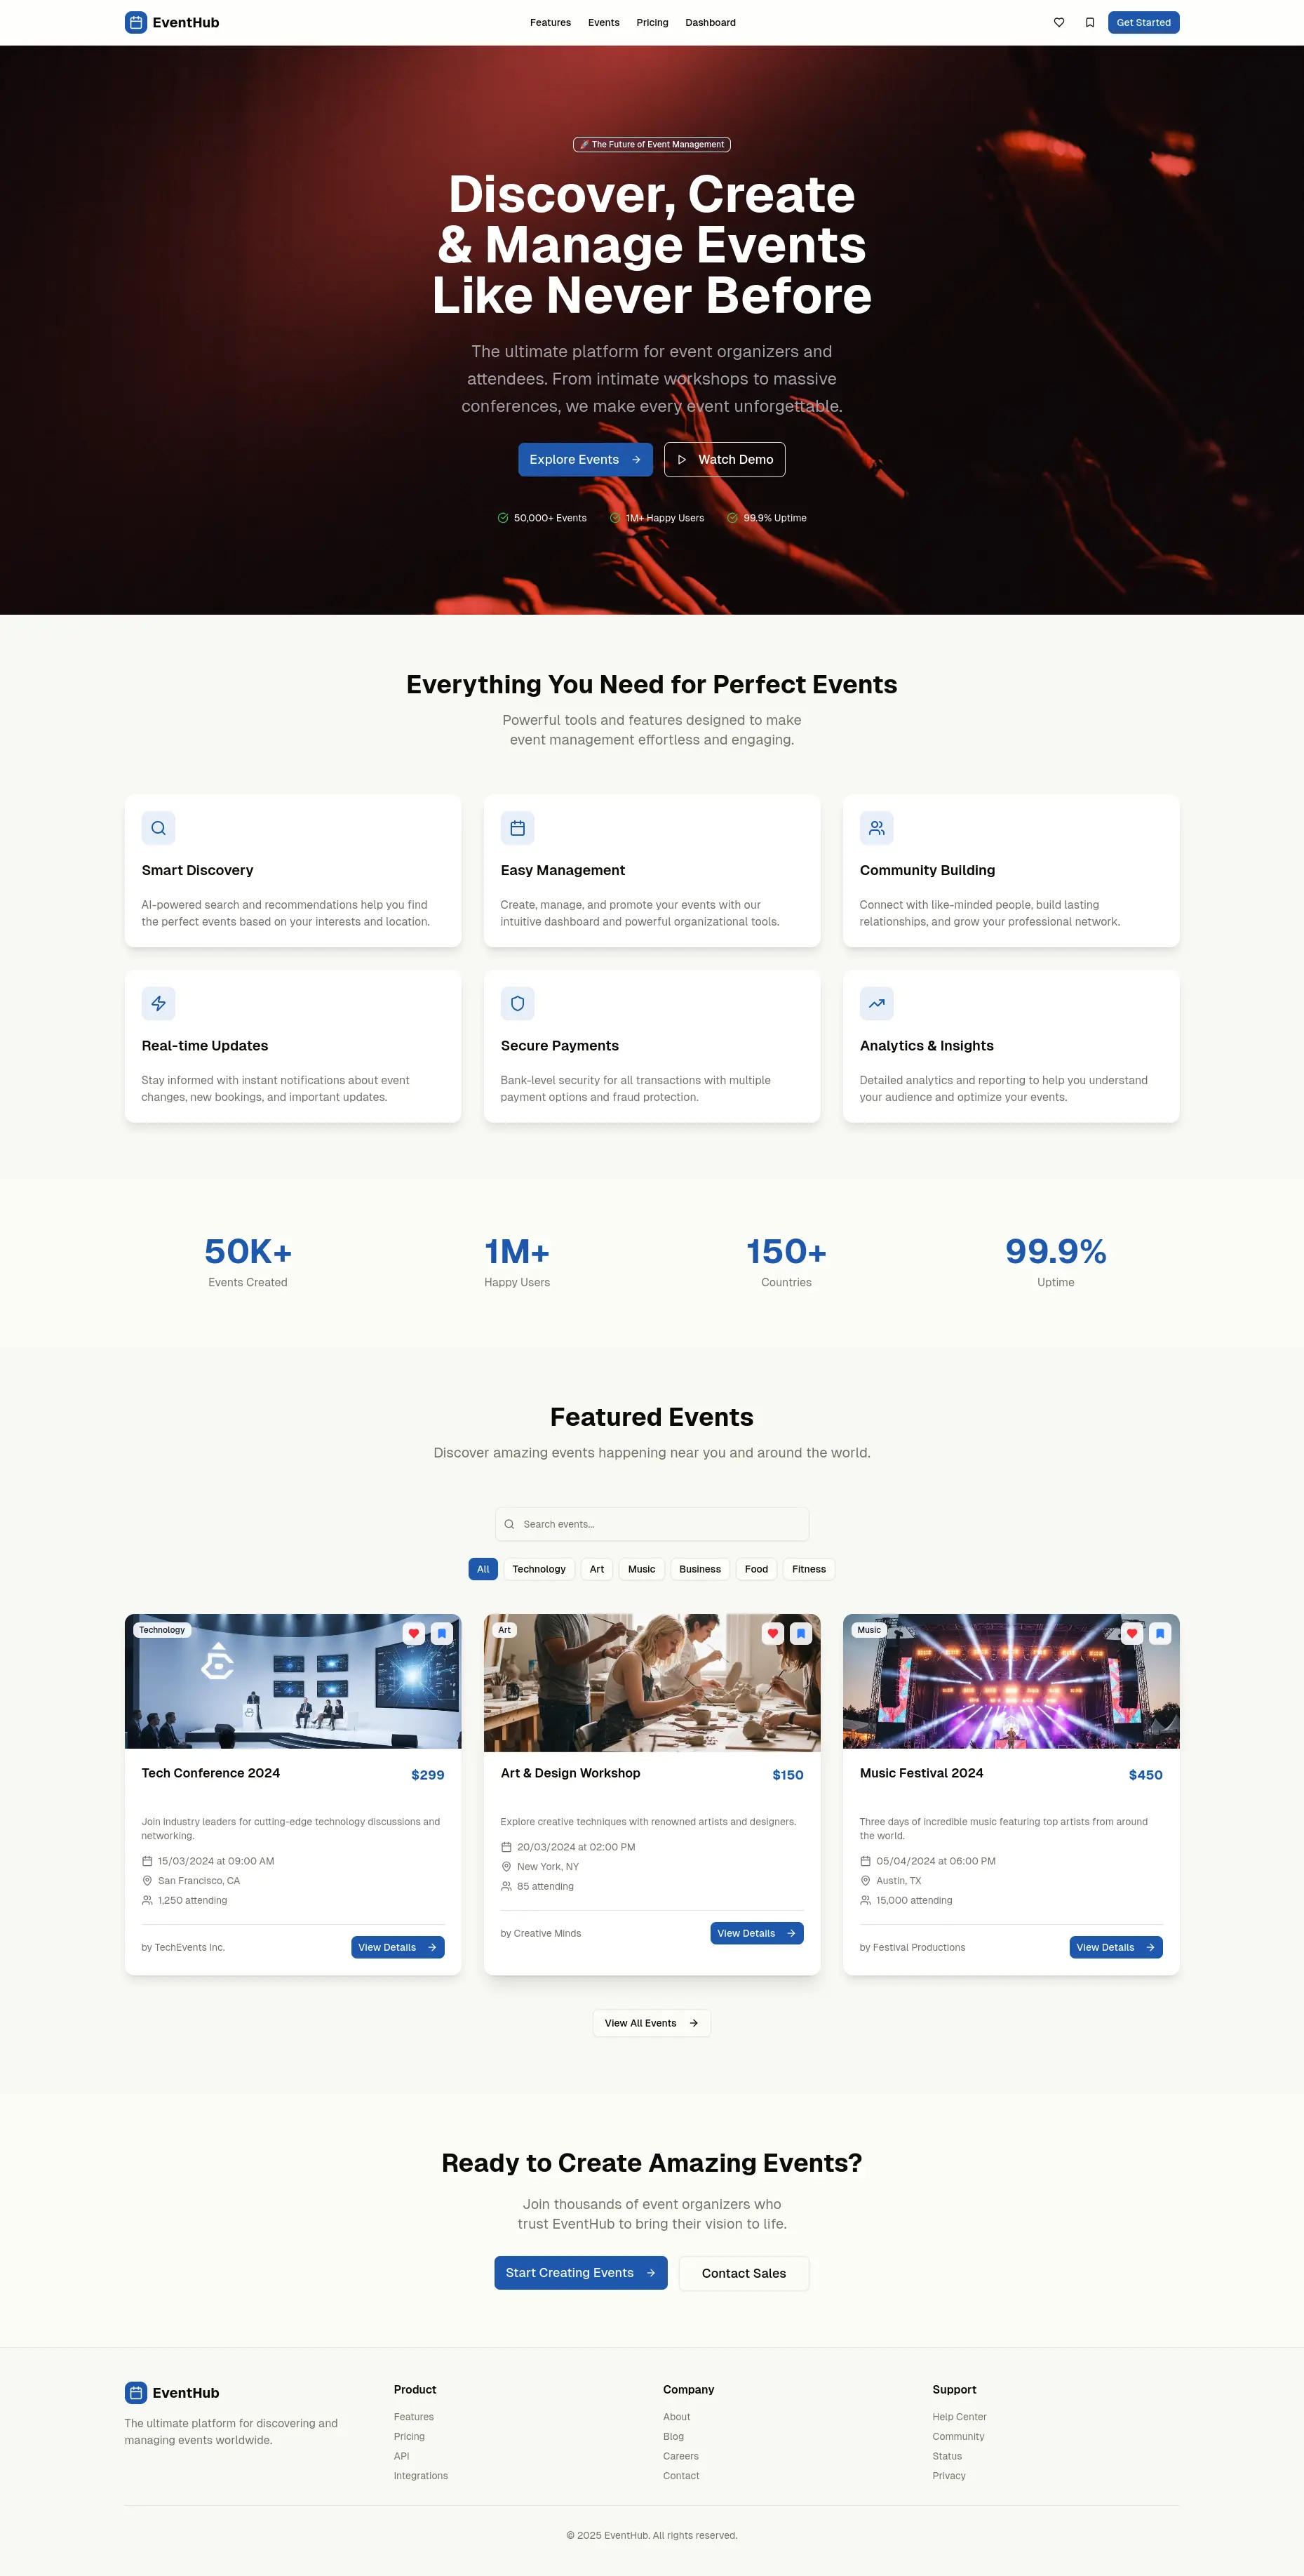 EventHub
Features
Events
Pricing
Dashboard
Get Started
🚀 The Future of Event Management
Discover, Create
& Manage Events
Like Never Before
The ultimate platform for event organizers and
attendees. From intimate workshops to massive
conferences, we make every event unforgettable.
Explore Events
Watch Demo
50,000+ Events
1M+ Happy Users
99.9% Uptime
Everything You Need for Perfect Events
Powerful tools and features designed to make
event management effortless and engaging.
Smart Discovery
AI-powered search and recommendations help you find
the perfect events based on your interests and location.
Easy Management
Create, manage, and promote your events with our
intuitive dashboard and powerful organizational tools.
Community Building
Connect with like-minded people, build lasting
relationships, and grow your professional network.
Real-time Updates
Stay informed with instant notifications about event
changes, new bookings, and important updates.
Secure Payments
Bank-level security for all transactions with multiple
payment options and fraud protection.
Analytics & Insights
Detailed analytics and reporting to help you understand
your audience and optimize your events.
50K+
Events Created
1M+
Happy Users
150+
Countries
99.9%
Uptime
Featured Events
Discover amazing events happening near you and around the world.
Search events...
All
Technology
Art
Music
Business
Food
Fitness
Technology
Tech Conference 2024
$299
Join industry leaders for cutting-edge technology discussions and
networking.
15/03/2024 at 09:00 AM
San Francisco, CA
1,250 attending
by TechEvents Inc.
View Details
Art
Art & Design Workshop
$150
Explore creative techniques with renowned artists and designers.
20/03/2024 at 02:00 PM
New York, NY
85 attending
by Creative Minds
View Details
Music
Music Festival 2024
$450
Three days of incredible music featuring top artists from around
the world.
05/04/2024 at 06:00 PM
Austin, TX
15,000 attending
by Festival Productions
View Details
View All Events
Ready to Create Amazing Events?
Join thousands of event organizers who
trust EventHub to bring their vision to life.
Start Creating Events
Contact Sales
EventHub
The ultimate platform for discovering and
managing events worldwide.
Product
Features
Pricing
API
Integrations
Company
About
Blog
Careers
Contact
Support
Help Center
Community
Status
Privacy
© 2025 EventHub. All rights reserved.